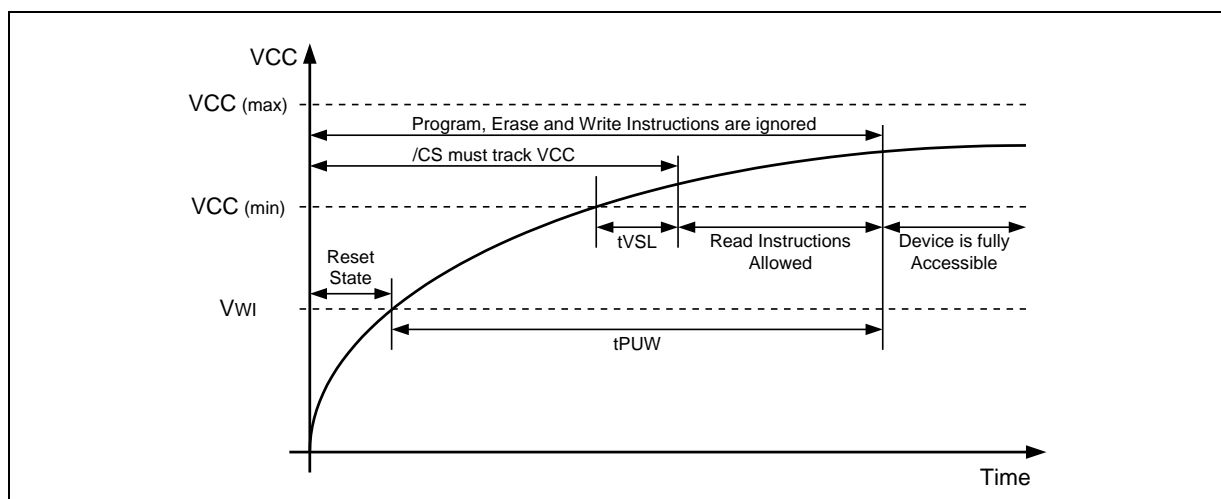 VCC
VCC (max)
Program, Erase and Write Instructions are ignored
/CS must track VCC
VCC (min)
tVSL
Read Instructions
Allowed
Device is fully
Accessible
Reset
State
VWI
tPUW
Time